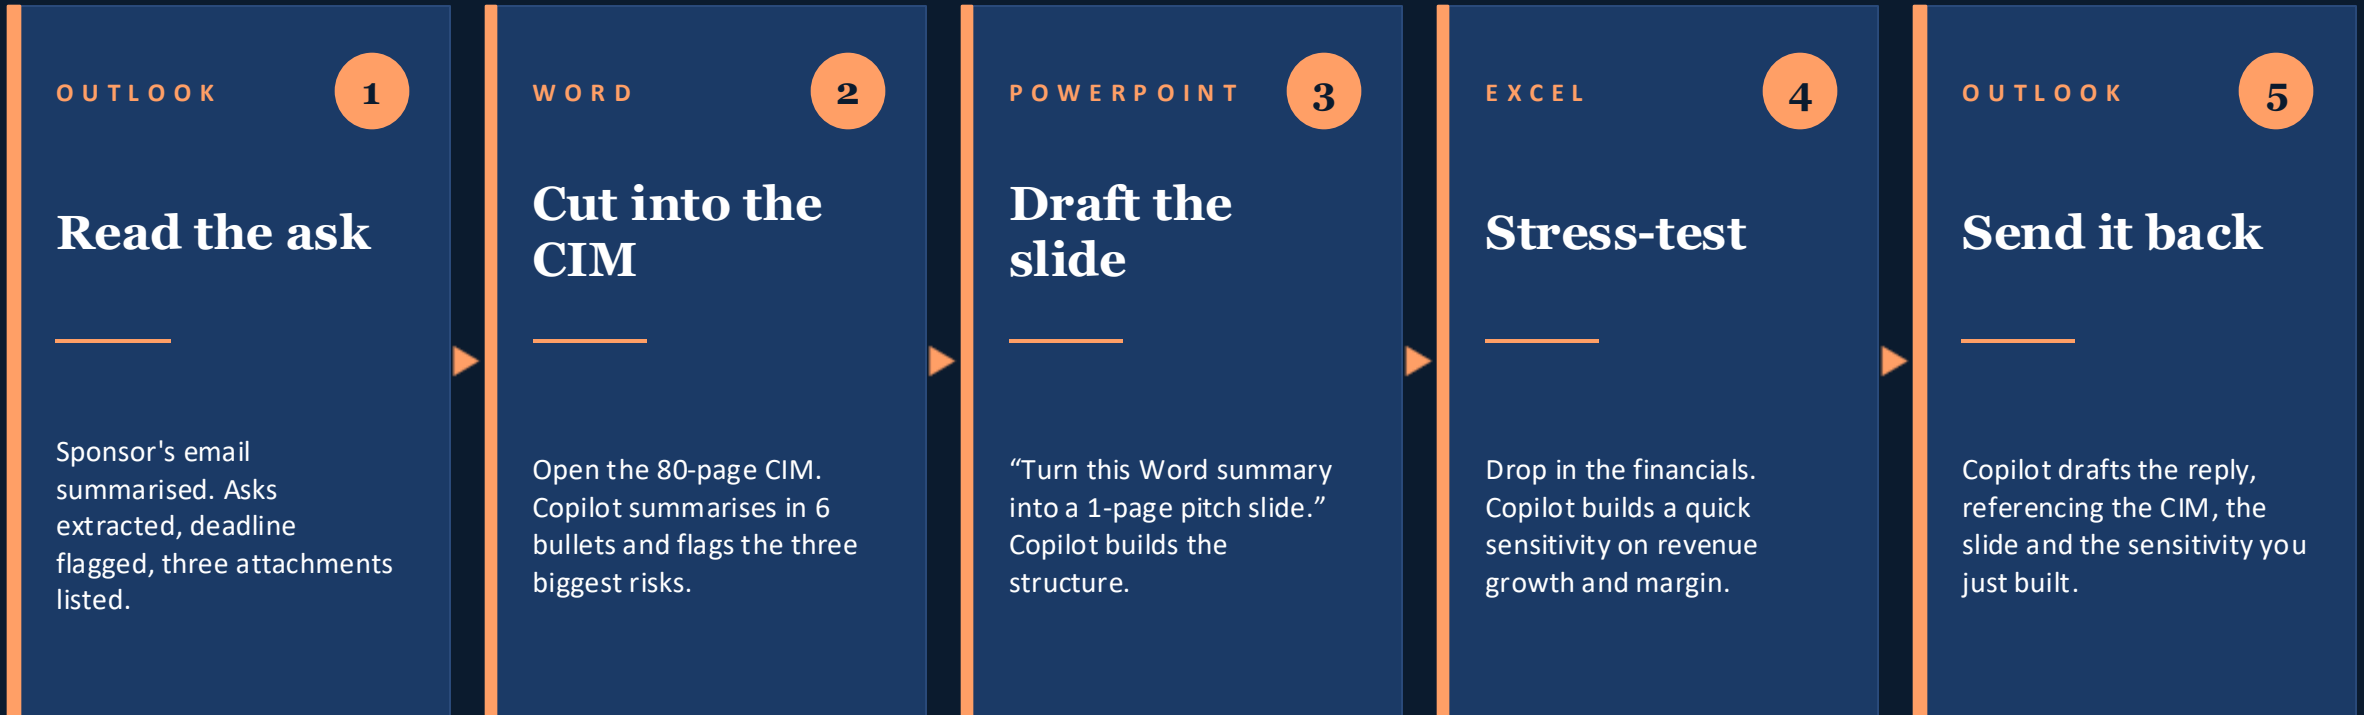 OUTLOOK
1
Read the ask
Sponsor's email
summarised. Asks
extracted, deadline
flagged, three attachments
listed.
WORD
2
Cut into the
CIM
Open the 80-page CIM.
Copilot summarises in 6
bullets and flags the three
biggest risks.
POWERPOINT
3
Draft the
slide
“Turn this Word summary
into a 1-page pitch slide.”
Copilot builds the
structure.
EXCEL
4
Stress-test
Drop in the financials.
Copilot builds a quick
sensitivity on revenue
growth and margin.
OUTLOOK
5
Send it back
Copilot drafts the reply,
referencing the CIM, the
slide and the sensitivity you
just built.